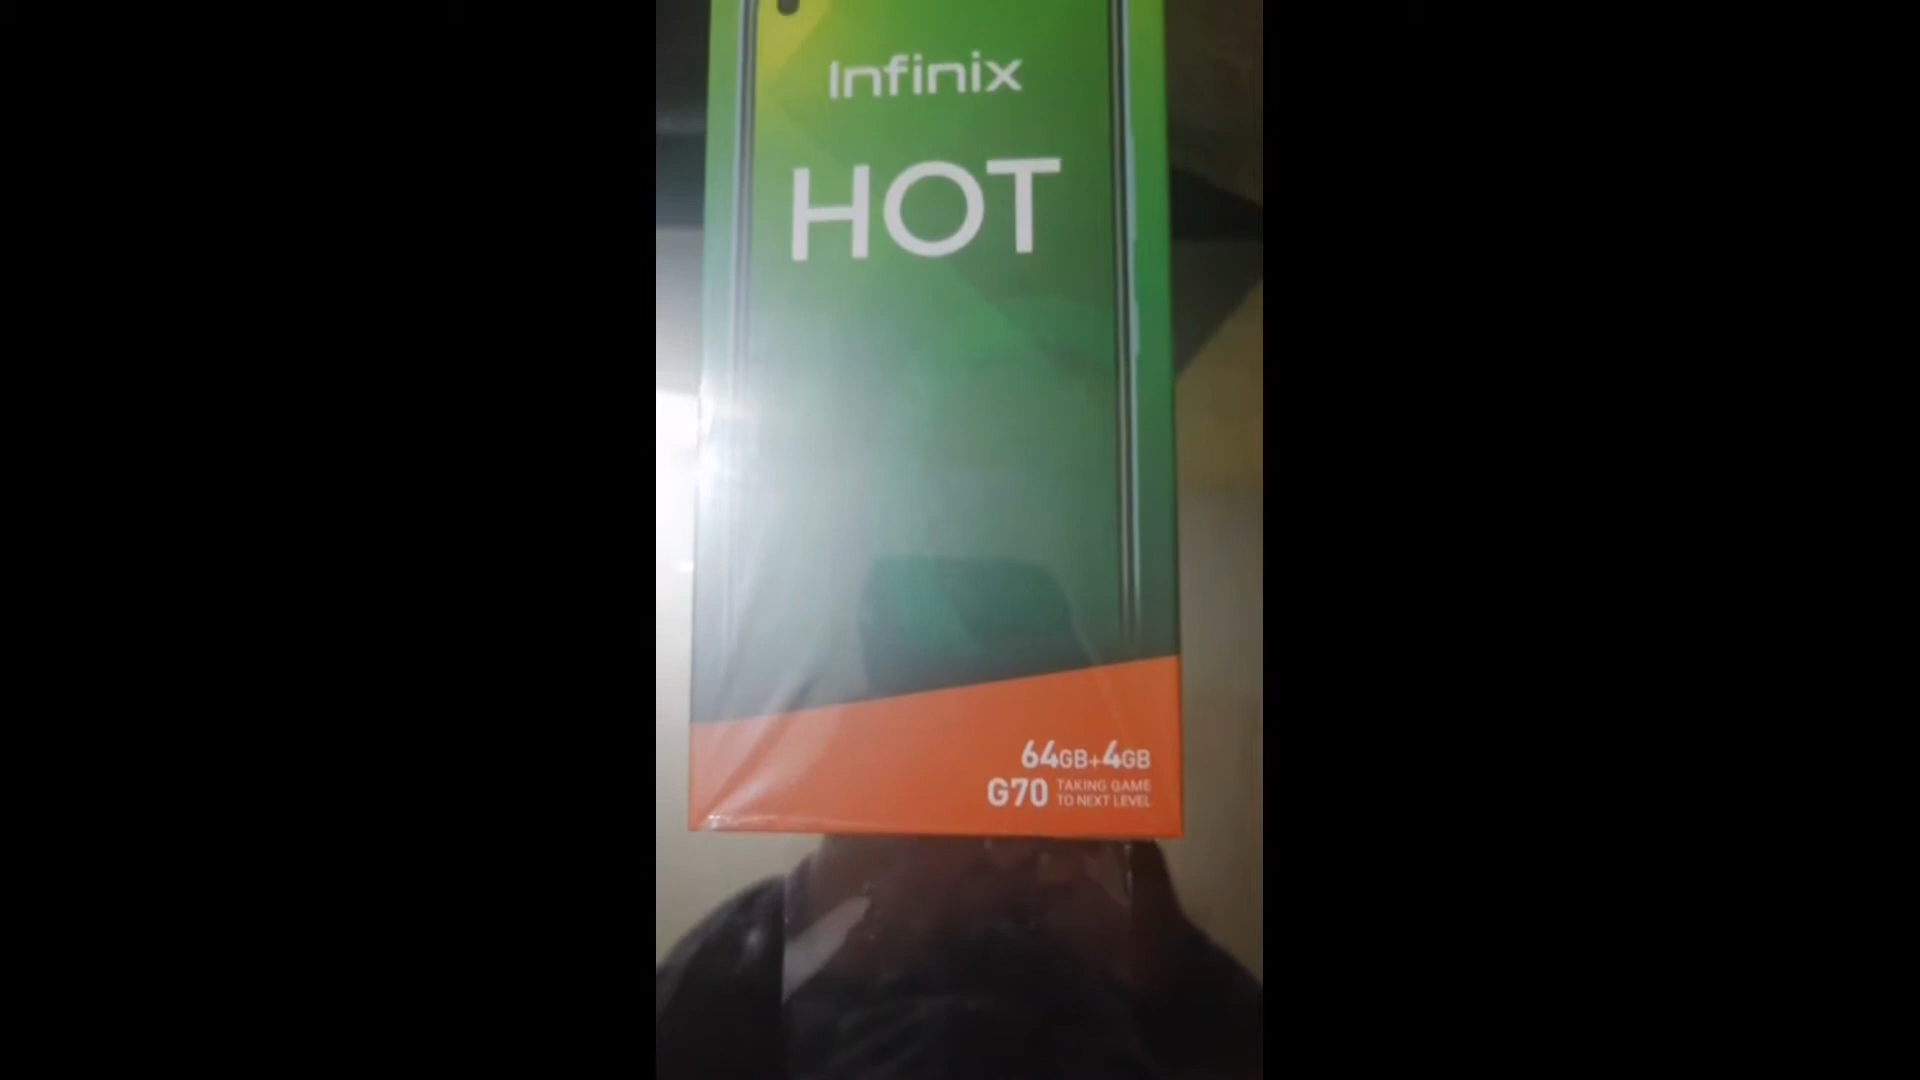 Infinix
HOT
64GB+4GB
G70 TAKING GAME
TO NEXT LEVEL